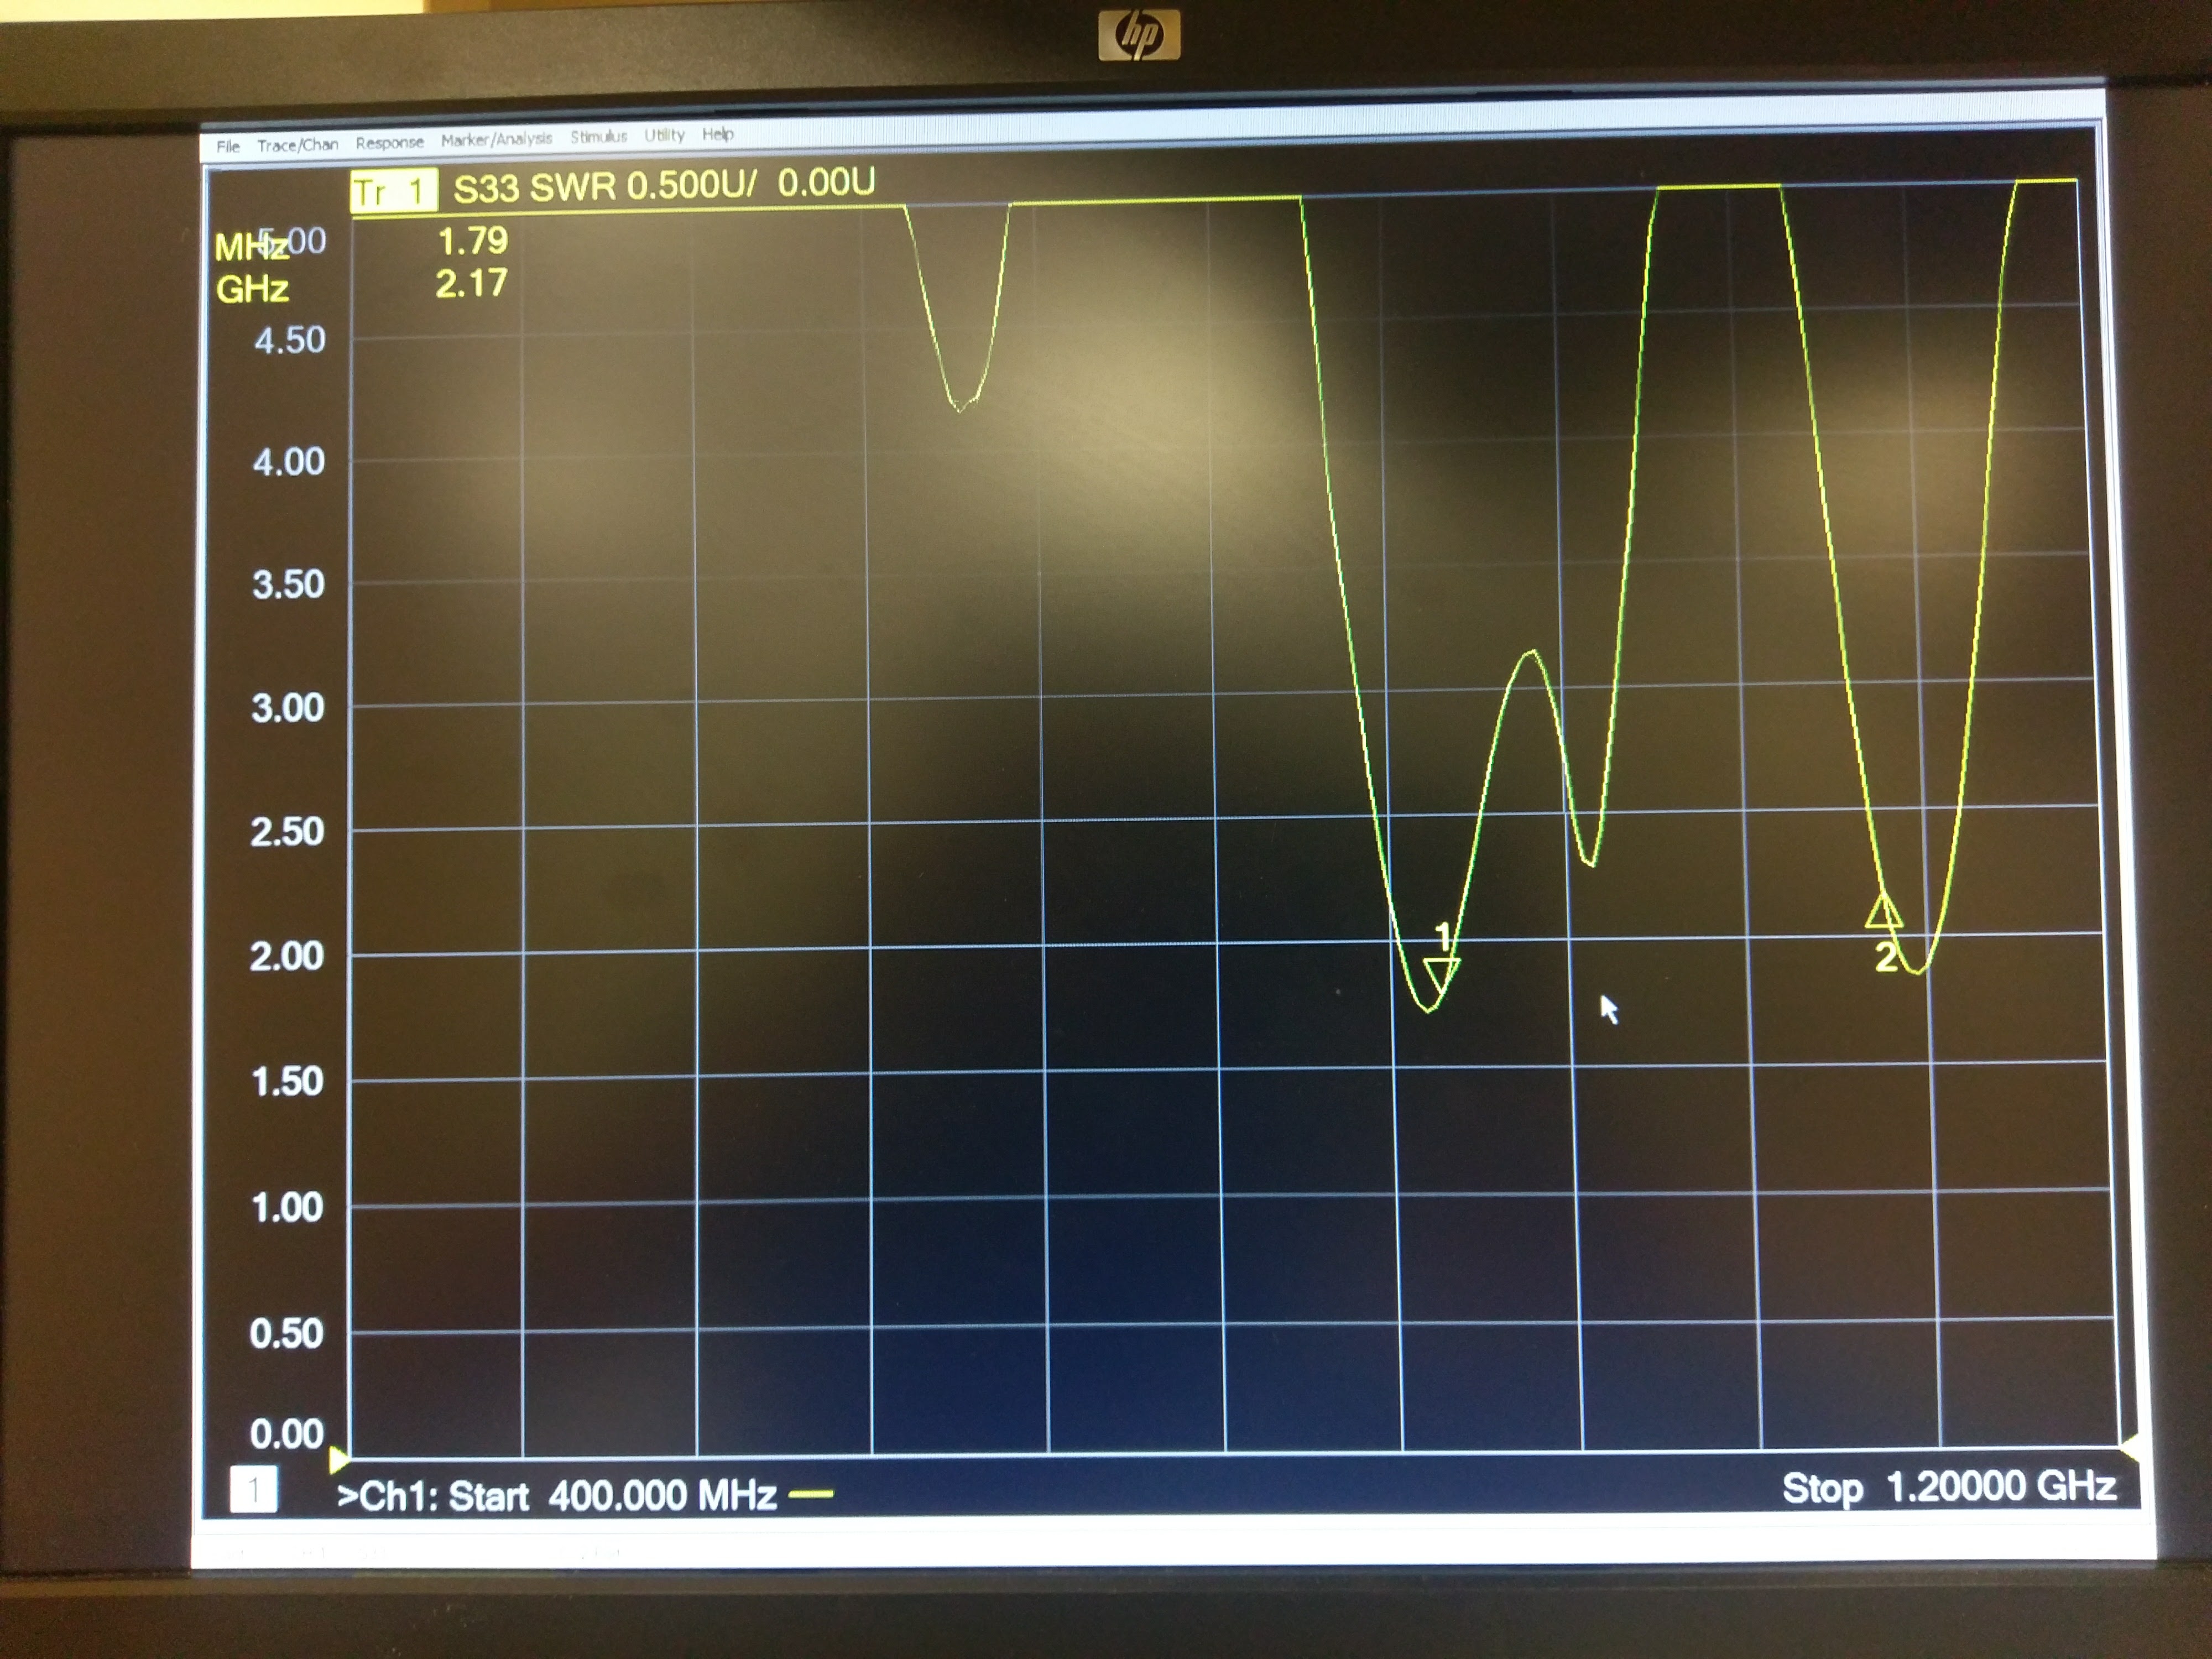 hp
File Trace/Chan Response Marker/Analysis Stimulus Utility Help
Tr 1 S33 SWR 0.500U/ 0.00U
5.00
MHz 1.79
GHz 2.17
4.50
4.00
3.50
3.00
2.50
2.00
1.50
1.00
0.50
0.00
1
2
1 >Ch1: Start 400.000 MHz Stop 1.20000 GHz